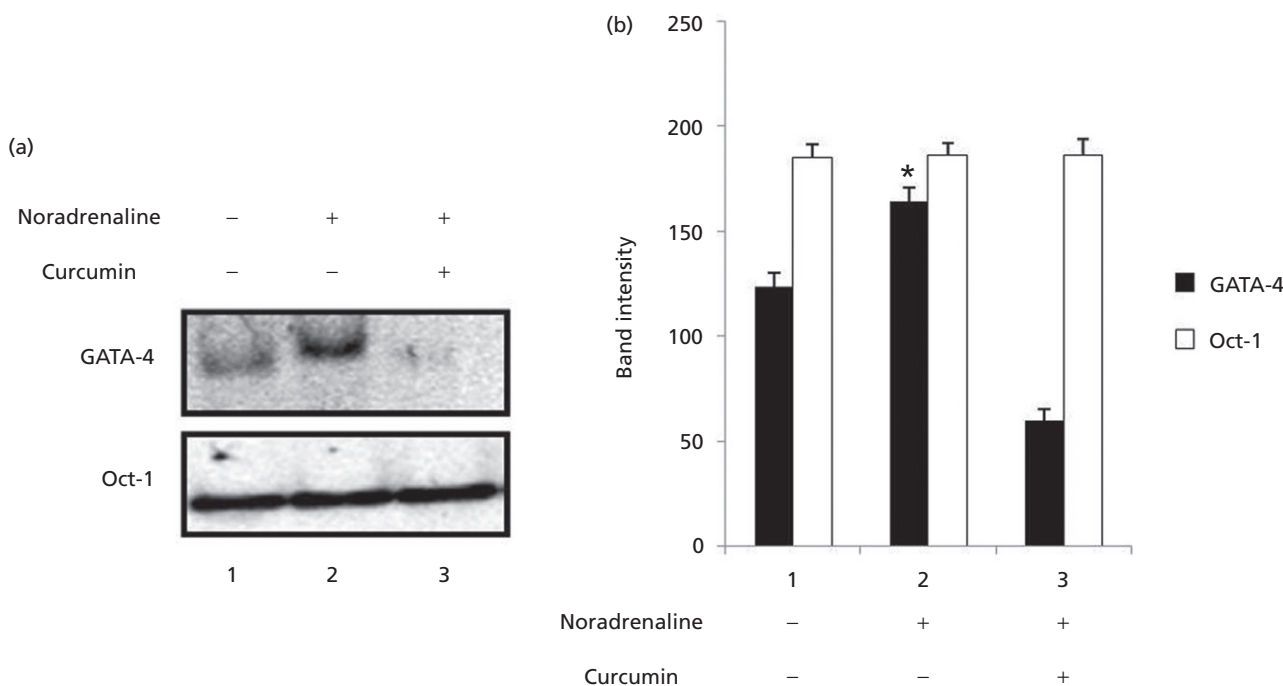 (a)
Noradrenaline – + +
Curcumin – – +
GATA-4
Oct-1
1 2 3
(b)
250
200
150
100
50
0
Band intensity
*
GATA-4
Oct-1
1 2 3
Noradrenaline – + +
Curcumin – – +